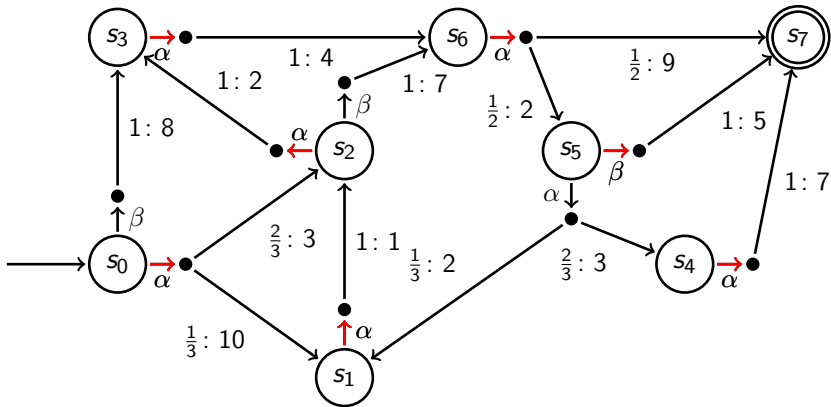 s3 α 1: 4 s6 α 1/2: 9 s7
1: 2 β 1: 7
1: 8 1/2: 2 1: 5
α s2 s5 β
α 1: 7
β
s0 α 2/3: 3 1: 1 1/3: 2 2/3: 3 s4 α
1/3: 10 α
s1